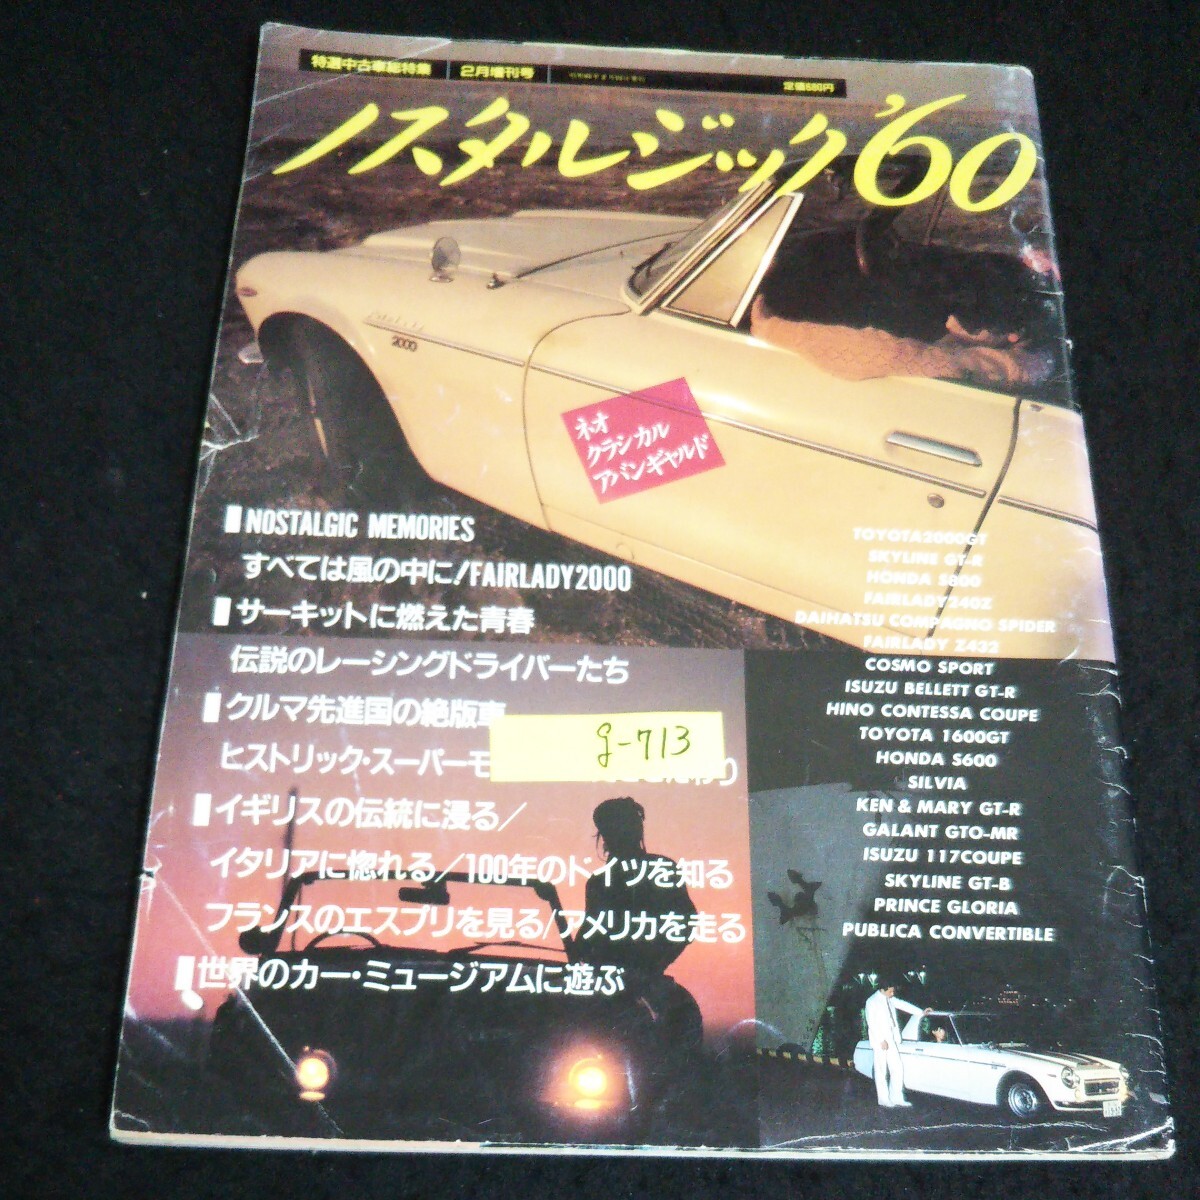 特選中古車総特集 2月増刊号 定価680円
ノスタルジック'60
2000
ネオ
クラシカル
アバンギャルド
NOSTALGIC MEMORIES
すべては風の中に!FAIRLADY2000
サーキットに燃えた青春
伝説のレーシングドライバーたち
クルマ先進国の絶版車
ヒストリック・スーパーモ
g-713
イギリスの伝統に浸る/
イタリアに惚れる/100年のドイツを知る
フランスのエスプリを見る/アメリカを走る
世界のカー・ミュージアムに遊ぶ
TOYOTA2000GT
SKYLINE GT-R
HONDA S800
FAIRLADY240Z
DAIHATSU COMPAGNO SPIDER
FAIRLADY Z432
COSMO SPORT
ISUZU BELLETT GT-R
HINO CONTESSA COUPE
TOYOTA 1600GT
HONDA S600
SILVIA
KEN & MARY GT-R
GALANT GTO-MR
ISUZU 117COUPE
SKYLINE GT-B
PRINCE GLORIA
PUBLICA CONVERTIBLE